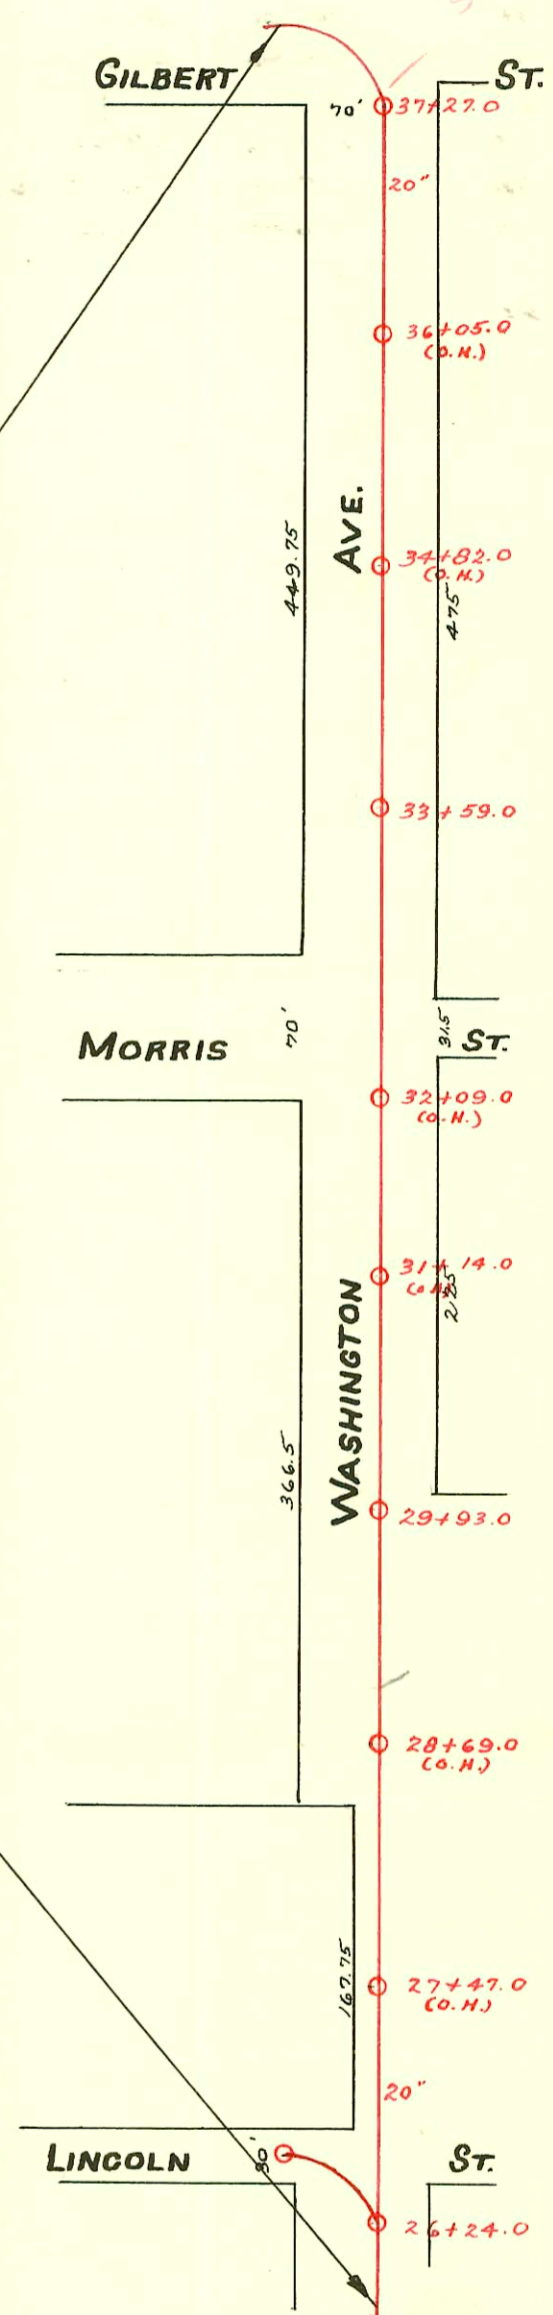 GILBERT ST.
70' 37+27.0
20"
36+05.0
(O.H.)
AVE.
449.75
34+82.0
(O.H.)
475
33+59.0
MORRIS 70' 31.5 ST.
32+09.0
(O.H.)
31+14.0
(O.H.)
225
WASHINGTON
366.5
29+93.0
28+69.0
(O.H.)
167.75
27+47.0
(O.H.)
20"
LINCOLN 30' ST.
26+24.0